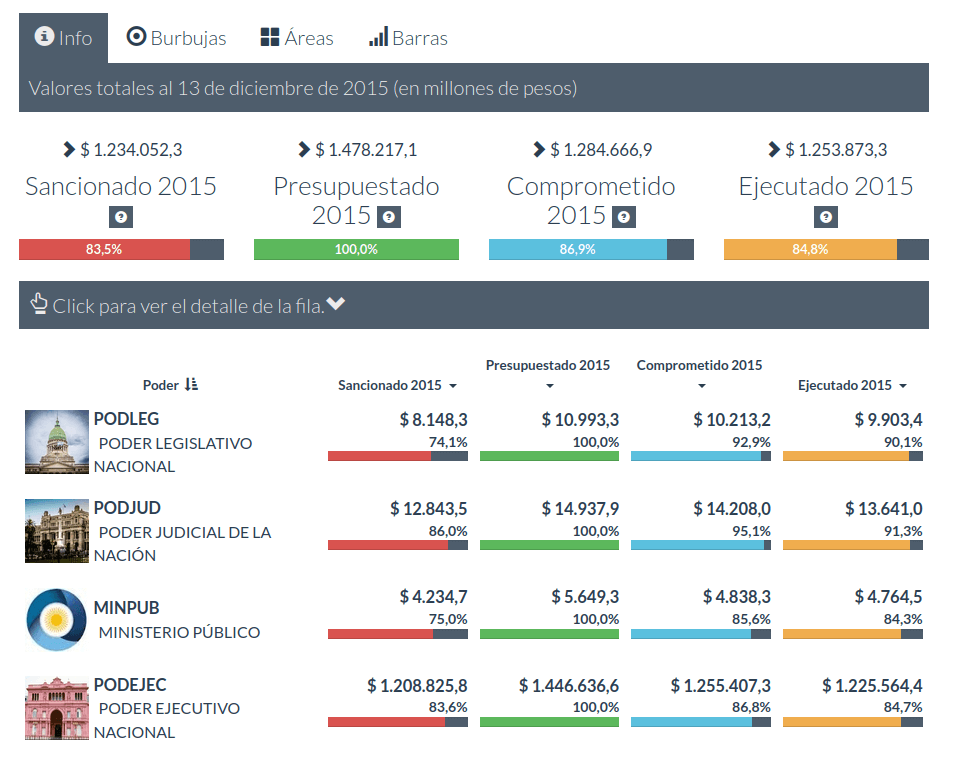 Info Burbujas Áreas Barras
Valores totales al 13 de diciembre de 2015 (en millones de pesos)
$ 1.234.052,3 $ 1.478.217,1 $ 1.284.666,9 $ 1.253.873,3
Sancionado 2015 Presupuestado Comprometido Ejecutado 2015
? 2015 ? 2015 ? ?
83,5% 100,0% 86,9% 84,8%
Click para ver el detalle de la fila.
Presupuestado 2015 Comprometido 2015
Poder Sancionado 2015 Ejecutado 2015
PODLEG $ 8.148,3 $ 10.993,3 $ 10.213,2 $ 9.903,4
PODER LEGISLATIVO 74,1% 100,0% 92,9% 90,1%
NACIONAL
PODJUD $ 12.843,5 $ 14.937,9 $ 14.208,0 $ 13.641,0
PODER JUDICIAL DE LA 86,0% 100,0% 95,1% 91,3%
NACIÓN
MINPUB $ 4.234,7 $ 5.649,3 $ 4.838,3 $ 4.764,5
MINISTERIO PÚBLICO 75,0% 100,0% 85,6% 84,3%
PODEJEC $ 1.208.825,8 $ 1.446.636,6 $ 1.255.407,3 $ 1.225.564,4
PODER EJECUTIVO 83,6% 100,0% 86,8% 84,7%
NACIONAL